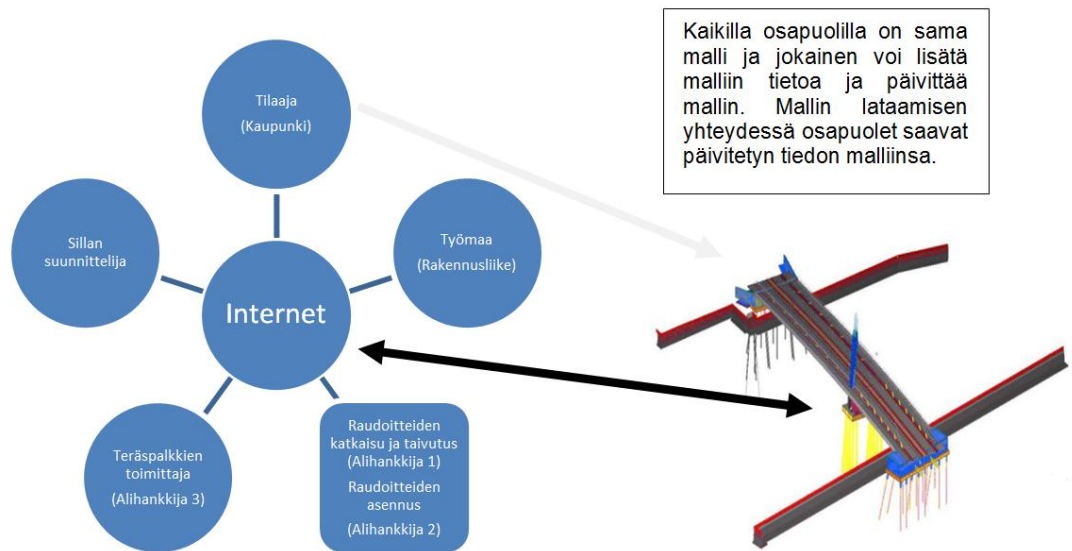 Kaikilla osapuolilla on sama
malli ja jokainen voi lisätä
malliin tietoa ja päivittää
mallin. Mallin lataamisen
yhteydessä osapuolet saavat
päivitetyn tiedon malliinsa.
Tilaaja
(Kaupunki)
Sillan
suunnittelija
Työmaa
(Rakennusliike)
Internet
Teräspalkkien
toimittaja
(Alihankkija 3)
Raudoitteiden
katkaisu ja taivutus
(Alihankkija 1)
Raudoitteiden
asennus
(Alihankkija 2)